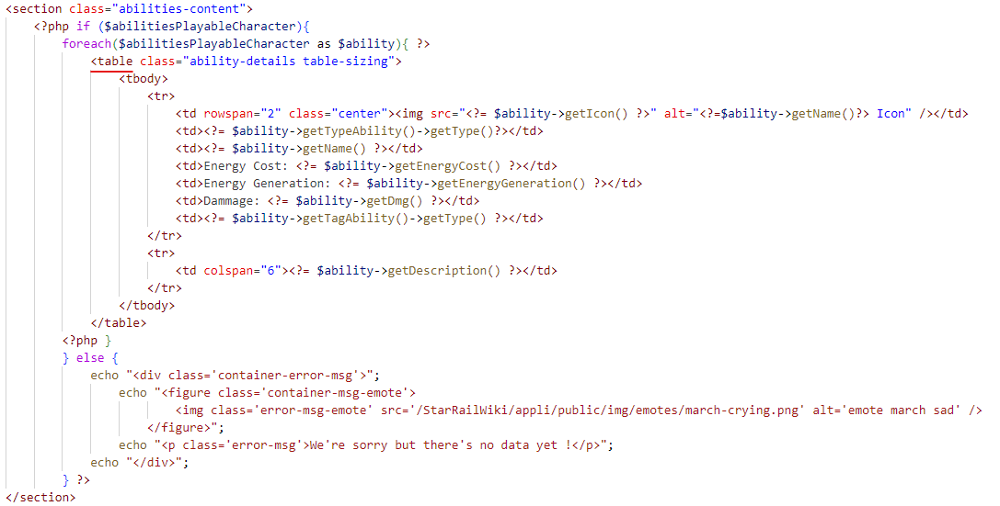 <section class="abilities-content">
<?php if ($abilitiesPlayableCharacter){
foreach($abilitiesPlayableCharacter as $ability){ ?>
<table class="ability-details table-sizing">
<tbody>
<tr>
<td rowspan="2" class="center"><img src="<?= $ability->getIcon() ?>" alt="<?=$ability->getName()?> Icon" /></td>
<td><?= $ability->getTypeAbility()->getType()?></td>
<td><?= $ability->getName() ?></td>
<td>Energy Cost: <?= $ability->getEnergyCost() ?></td>
<td>Energy Generation: <?= $ability->getEnergyGeneration() ?></td>
<td>Dammage: <?= $ability->getDmg() ?></td>
<td><?= $ability->getTagAbility()->getType() ?></td>
</tr>
<tr>
<td colspan="6"><?= $ability->getDescription() ?></td>
</tr>
</tbody>
</table>
<?php }
} else {
echo "<div class='container-error-msg'>";
echo "<figure class='container-msg-emote'>
<img class='error-msg-emote' src='/StarRailWiki/appli/public/img/emotes/march-crying.png' alt='emote march sad' />
</figure>";
echo "<p class='error-msg'>We're sorry but there's no data yet !</p>";
echo "</div>";
} ?>
</section>